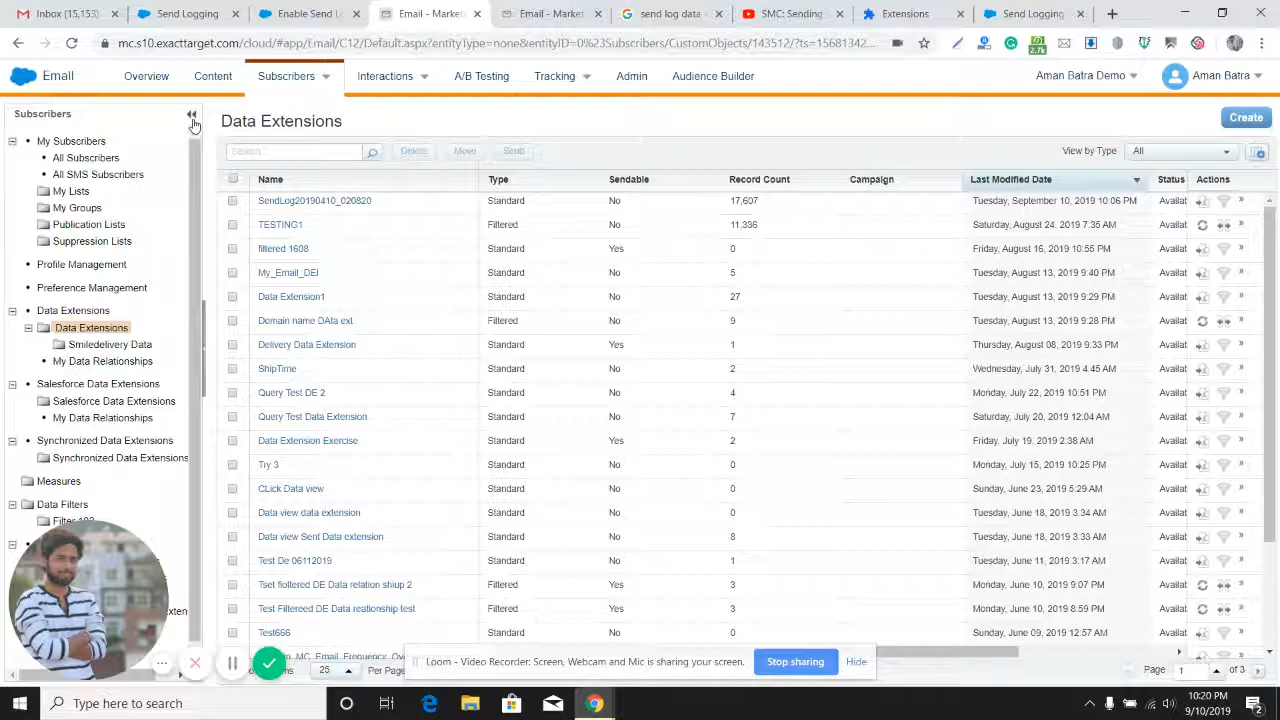 Inbox (15,153)
Send Logging
Enable Send L
Email - Market
Email - Market
send log data
SMC: Sending
Extensions
Send Logging
mc.s10.exacttarget.com/cloud/#app/Email/C12/Default.aspx?entityType=none&entityID=0%23Subscribers/CustomObjects/143512/?ts=15681342...
2.7k
Email
Overview
Content
Subscribers
Interactions
A/B Testing
Tracking
Admin
Audience Builder
Aman Batra Demo
Aman Batra
Subscribers
Data Extensions
Create
My Subscribers
All Subscribers
All SMS Subscribers
My Lists
My Groups
Publication Lists
Suppression Lists
Profile Management
Preference Management
Data Extensions
Data Extensions
Smiledelivery Data
My Data Relationships
Salesforce Data Extensions
Salesforce Data Extensions
My Data Relationships
Synchronized Data Extensions
Synchronized Data Extensions
Measures
Data Filters
Search Delete Move Send View by Type All
Name Type Sendable Record Count Campaign Last Modified Date Status Actions
SendLog20190410_020820 Standard No 17,607 Tuesday, September 10, 2019 10:06 PM Availat
TESTING1 Filtered No 11,336 Saturday, August 24, 2019 7:35 AM Availat
filtered 1608 Standard Yes 0 Friday, August 16, 2019 10:55 PM Availat
My_Email_DEI Standard No 5 Tuesday, August 13, 2019 9:40 PM Availat
Data Extension1 Standard No 27 Tuesday, August 13, 2019 9:29 PM Availat
Domain name DAta ext Filtered No 9 Tuesday, August 13, 2019 9:28 PM Availat
Delivery Data Extension Standard Yes 1 Thursday, August 08, 2019 9:33 PM Availat
ShipTime Standard No 2 Wednesday, July 31, 2019 4:45 AM Availat
Query Test DE 2 Standard No 4 Monday, July 22, 2019 10:51 PM Availat
Query Test Data Extension Standard No 7 Saturday, July 20, 2019 12:04 AM Availat
Data Extension Exercise Standard Yes 2 Friday, July 19, 2019 2:38 AM Availat
Try 3 Standard No 0 Monday, July 15, 2019 10:25 PM Availat
CLick Data view Standard No 0 Sunday, June 23, 2019 5:29 AM Availat
Data view data extension Standard No 0 Tuesday, June 18, 2019 3:34 AM Availat
Data view Sent Data extension Standard No 8 Tuesday, June 18, 2019 3:33 AM Availat
Test De 06112019 Standard No 1 Tuesday, June 11, 2019 3:17 AM Availat
Tset fioltered DE Data relation shiup 2 Filtered Yes 3 Monday, June 10, 2019 9:07 PM Availat
Test Filtereed DE Data reationship test Filtered Yes 3 Monday, June 10, 2019 8:59 PM Availat
Test666 Standard No 0 Sunday, June 09, 2019 12:57 AM Availat
Loom - Video Recorder: Screen, Webcam and Mic is sharing your screen. Stop sharing Hide
25 Per Page 1 of 3
Type here to search
10:20 PM
9/10/2019
2